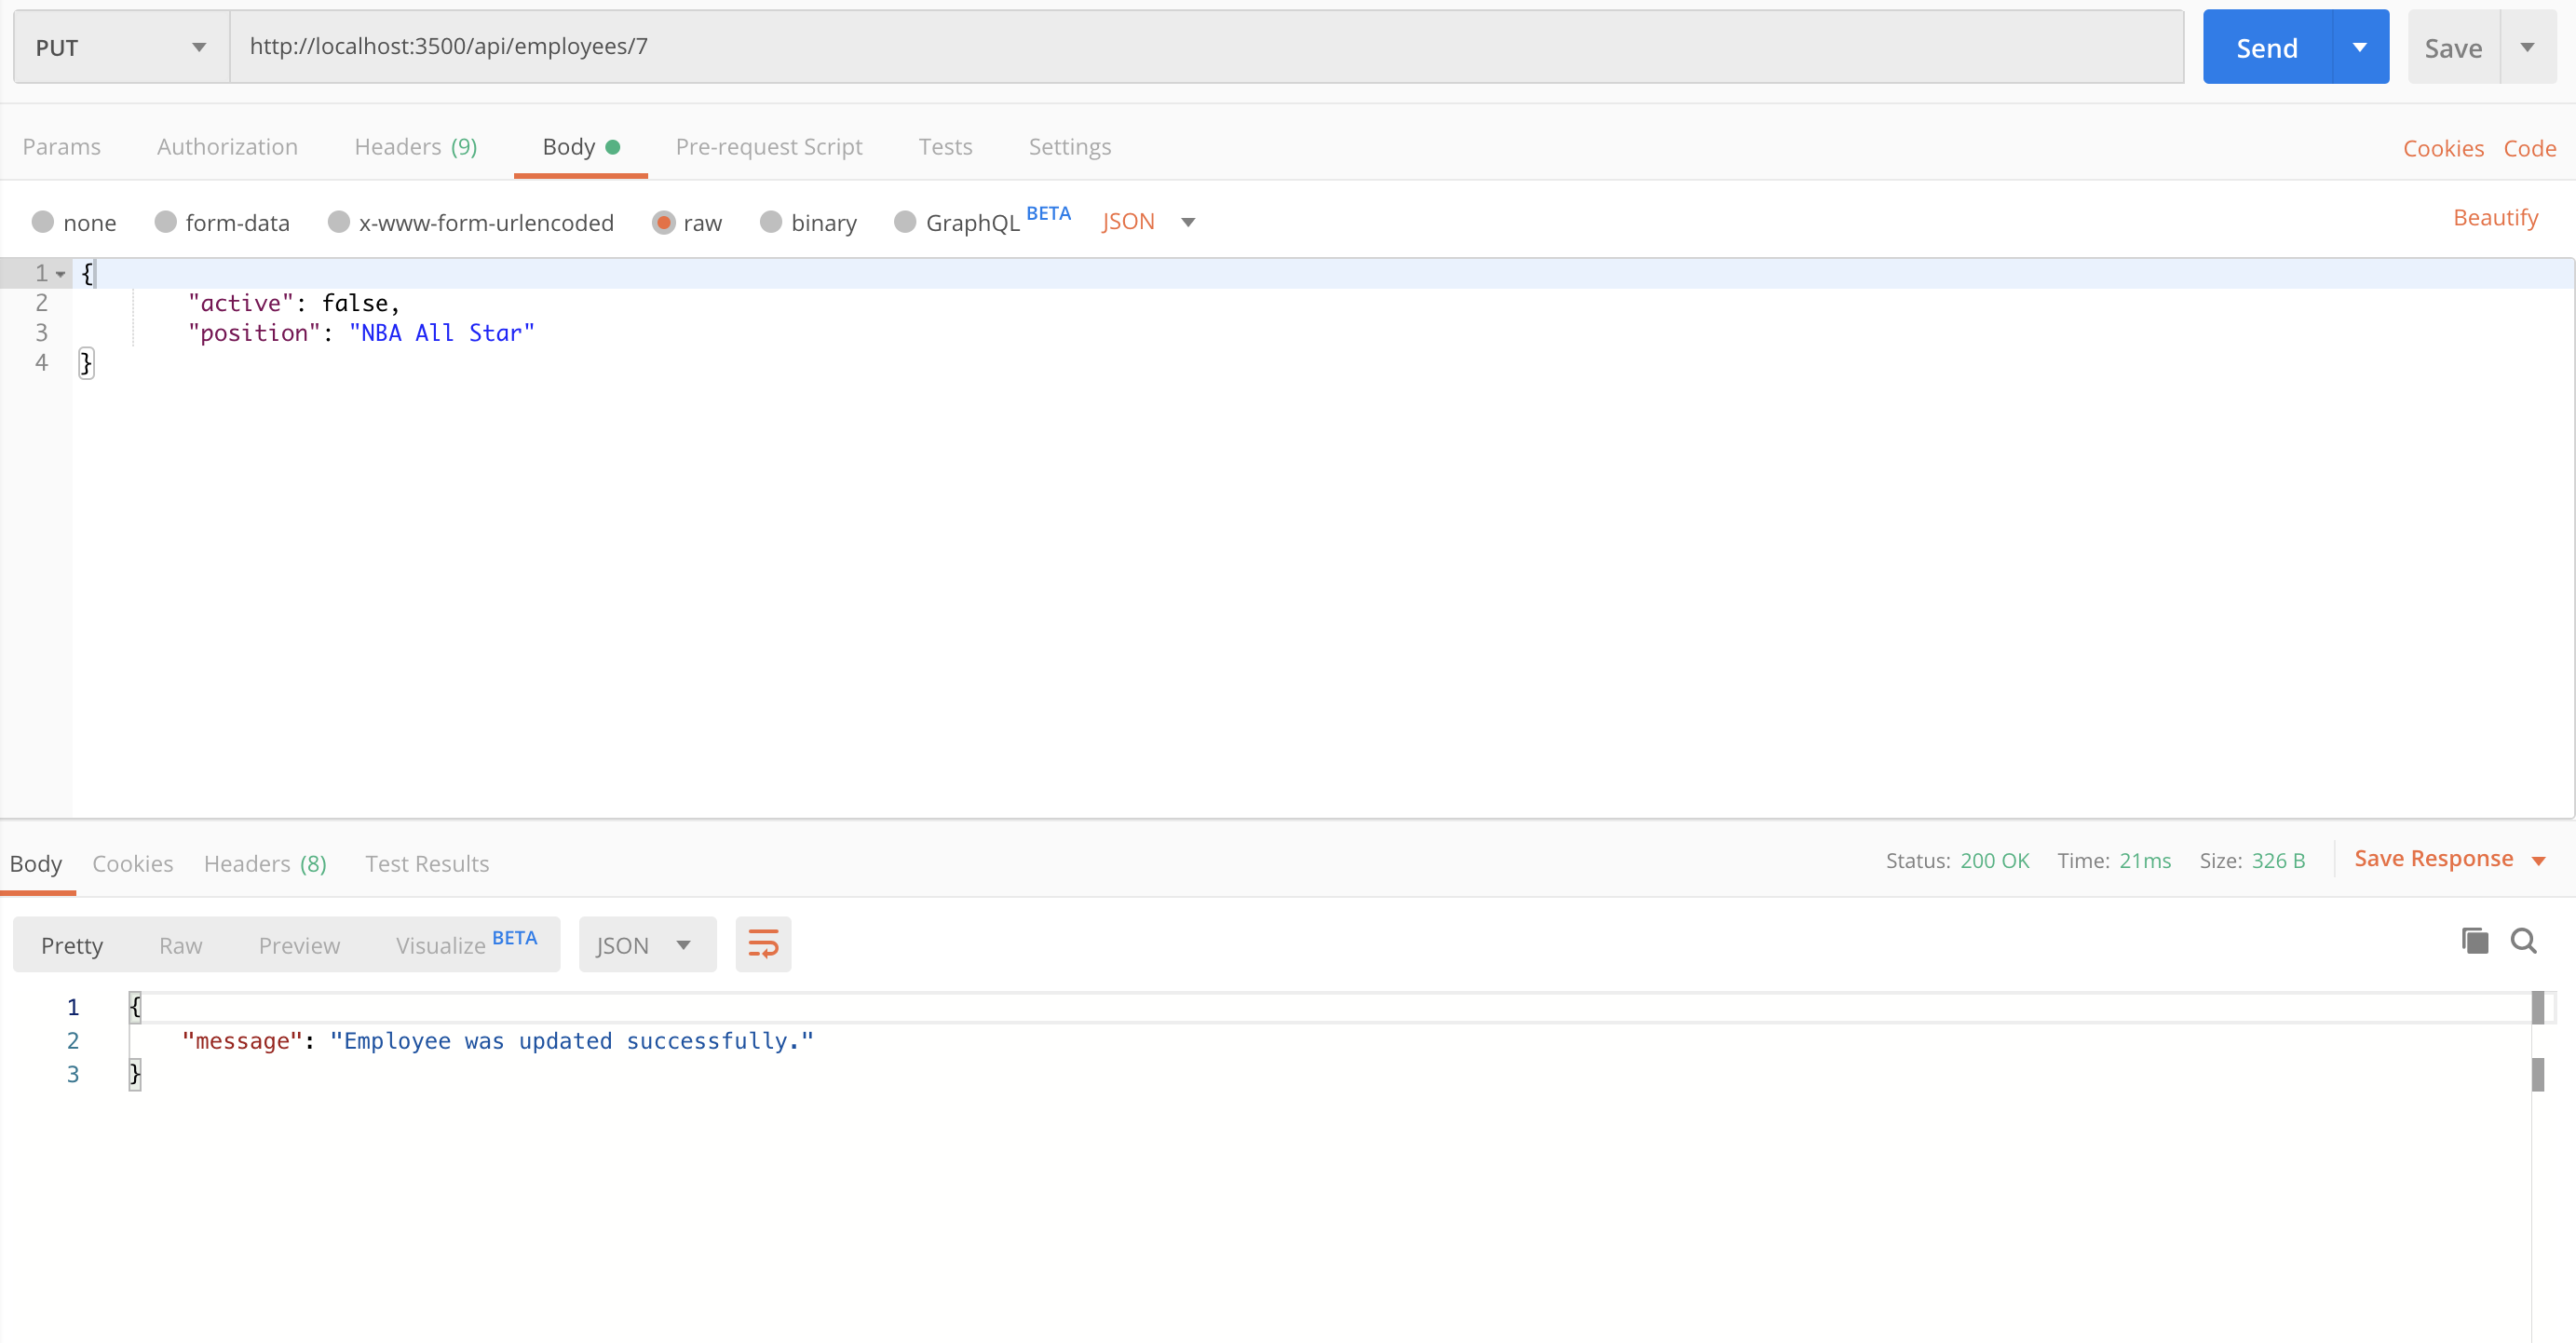 PUT http://localhost:3500/api/employees/7 Send Save
Params Authorization Headers (9) Body Pre-request Script Tests Settings Cookies Code
none form-data x-www-form-urlencoded raw binary GraphQL BETA JSON Beautify
1 {
2 "active": false,
3 "position": "NBA All Star"
4 }
Body Cookies Headers (8) Test Results Status: 200 OK Time: 21ms Size: 326 B Save Response
Pretty Raw Preview Visualize BETA JSON
1 {
2 "message": "Employee was updated successfully."
3 }